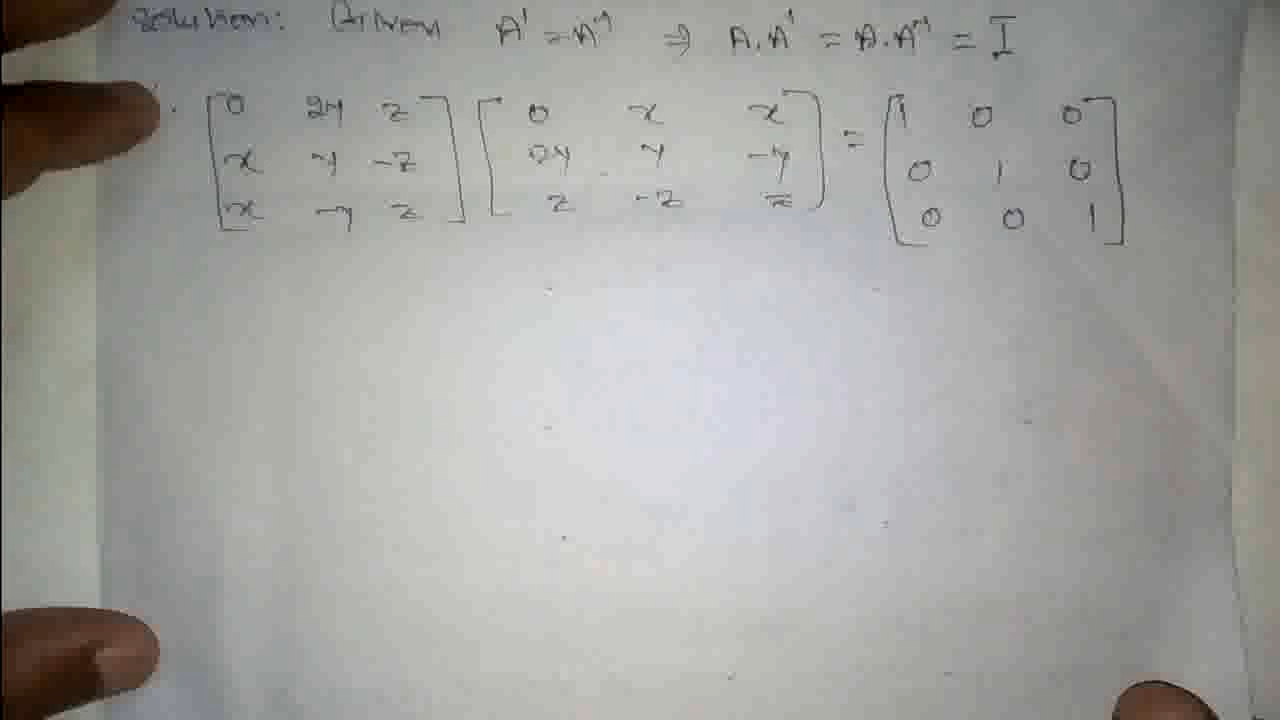 Solution: Given A' = A⁻¹ ⇒ A.A' = A.A⁻¹ = I
[0 2y z] [0 x x] = [1 0 0]
[x y -z] [2y y -y] [0 1 0]
[x -y z] [z -z z] [0 0 1]